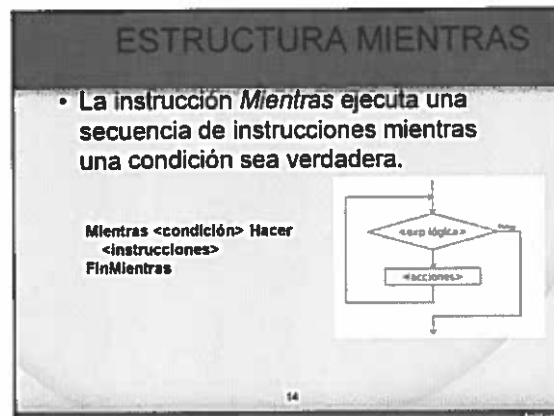 ESTRUCTURA MIENTRAS
• La instrucción Mientras ejecuta una
secuencia de instrucciones mientras
una condición sea verdadera.
Mientras <condición> Hacer
<instrucciones>
FinMientras
<exp lógica>
<acciones>
14